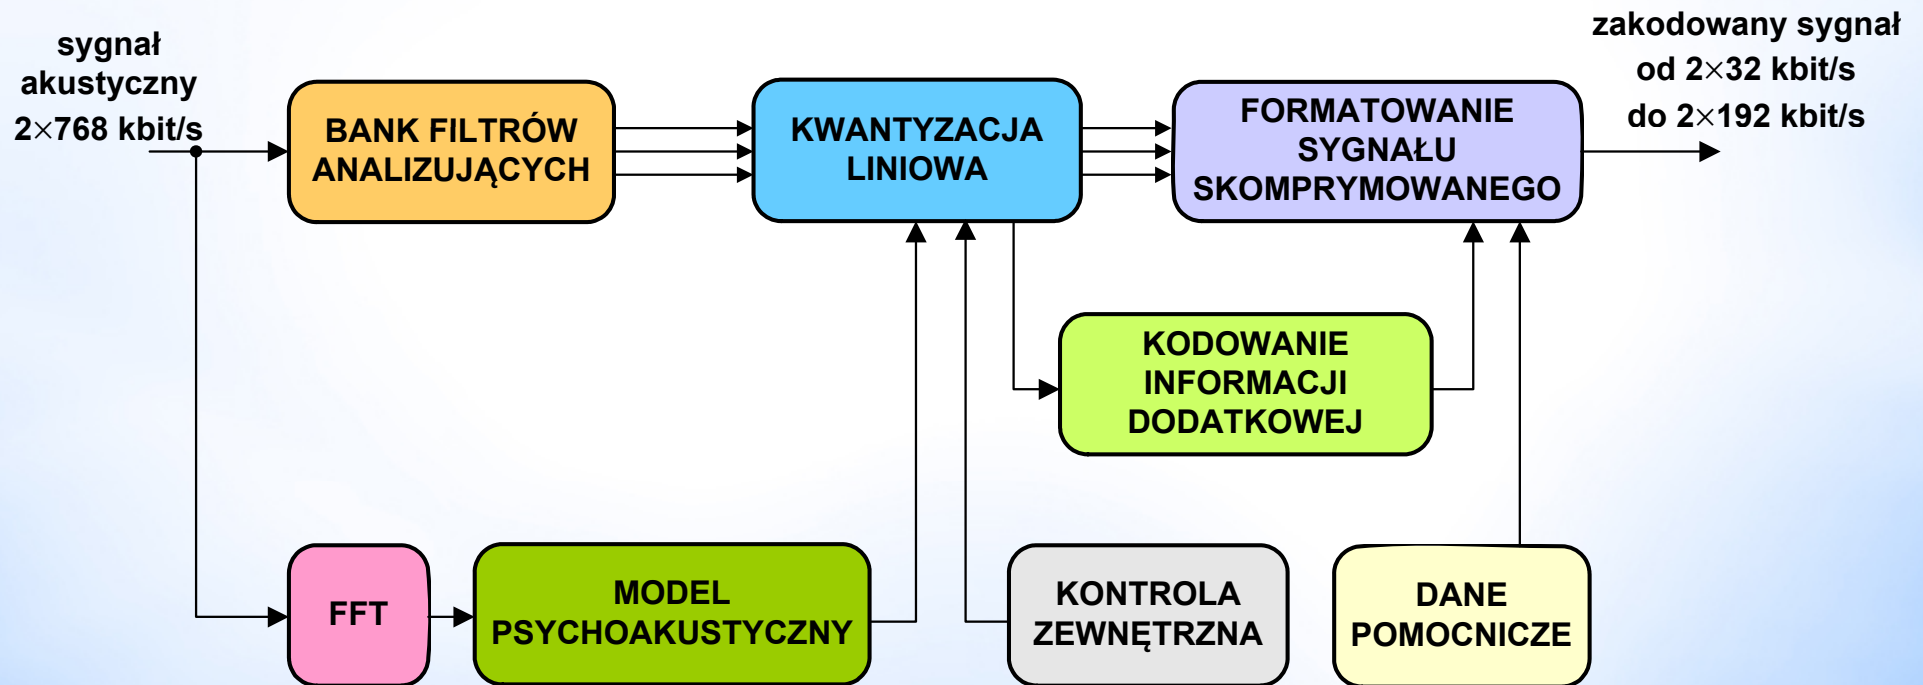 sygnał
akustyczny
2×768 kbit/s
BANK FILTRÓW
ANALIZUJĄCYCH
KWANTYZACJA
LINIOWA
FORMATOWANIE
SYGNAŁU
SKOMPRYMOWANEGO
zakodowany sygnał
od 2×32 kbit/s
do 2×192 kbit/s
KODOWANIE
INFORMACJI
DODATKOWEJ
FFT
MODEL
PSYCHOAKUSTYCZNY
KONTROLA
ZEWNĘTRZNA
DANE
POMOCNICZE